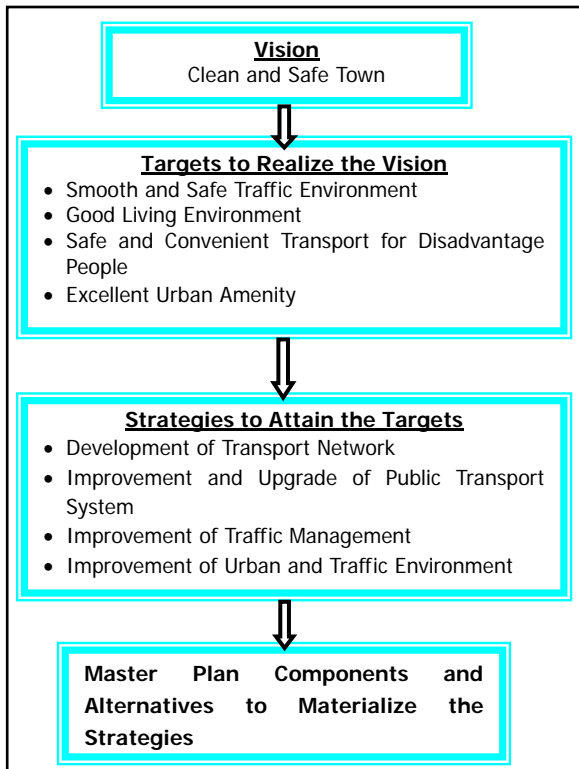 Vision
Clean and Safe Town
Targets to Realize the Vision
• Smooth and Safe Traffic Environment
• Good Living Environment
• Safe and Convenient Transport for Disadvantage
People
• Excellent Urban Amenity
Strategies to Attain the Targets
• Development of Transport Network
• Improvement and Upgrade of Public Transport
System
• Improvement of Traffic Management
• Improvement of Urban and Traffic Environment
Master Plan Components and
Alternatives to Materialize the
Strategies